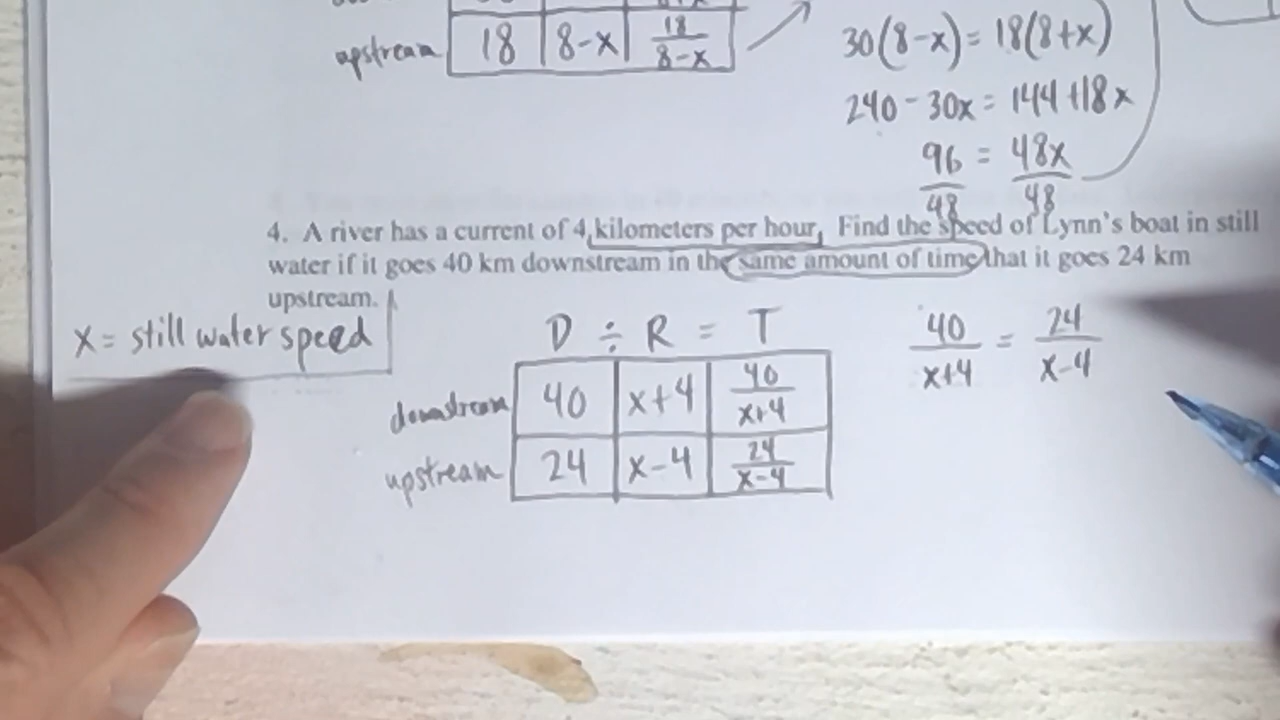 upstream 18 8-x 18/8-x
30(8-x) = 18(8+x)
240 - 30x = 144 + 18x
96/48 = 48x/48
4. A river has a current of 4 kilometers per hour. Find the speed of Lynn's boat in still
water if it goes 40 km downstream in the same amount of time that it goes 24 km
upstream.
x = still water speed
D ÷ R = T
downstream 40 x+4 40/x+4
upstream 24 x-4 24/x-4
40/x+4 = 24/x-4